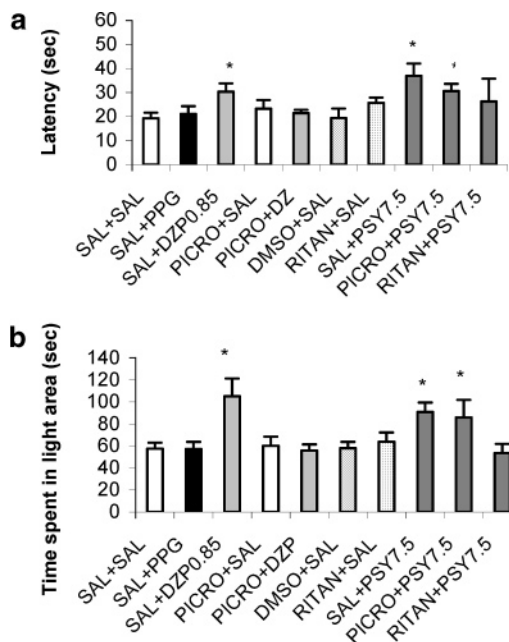 a
Latency (sec)
60
50
40
30
20
10
0
*
*
*
SAL+SAL
SAL+PPG
SAL+DZP0.85
PICRO+SAL
PICRO+DZ
DMSO+SAL
RITAN+SAL
SAL+PSY7.5
PICRO+PSY7.5
RITAN+PSY7.5
b
Time spent in light area (sec)
140
120
100
80
60
40
20
0
*
*
*
SAL+SAL
SAL+PPG
SAL+DZP0.85
PICRO+SAL
PICRO+DZP
DMSO+SAL
RITAN+SAL
SAL+PSY7.5
PICRO+PSY7.5
RITAN+PSY7.5